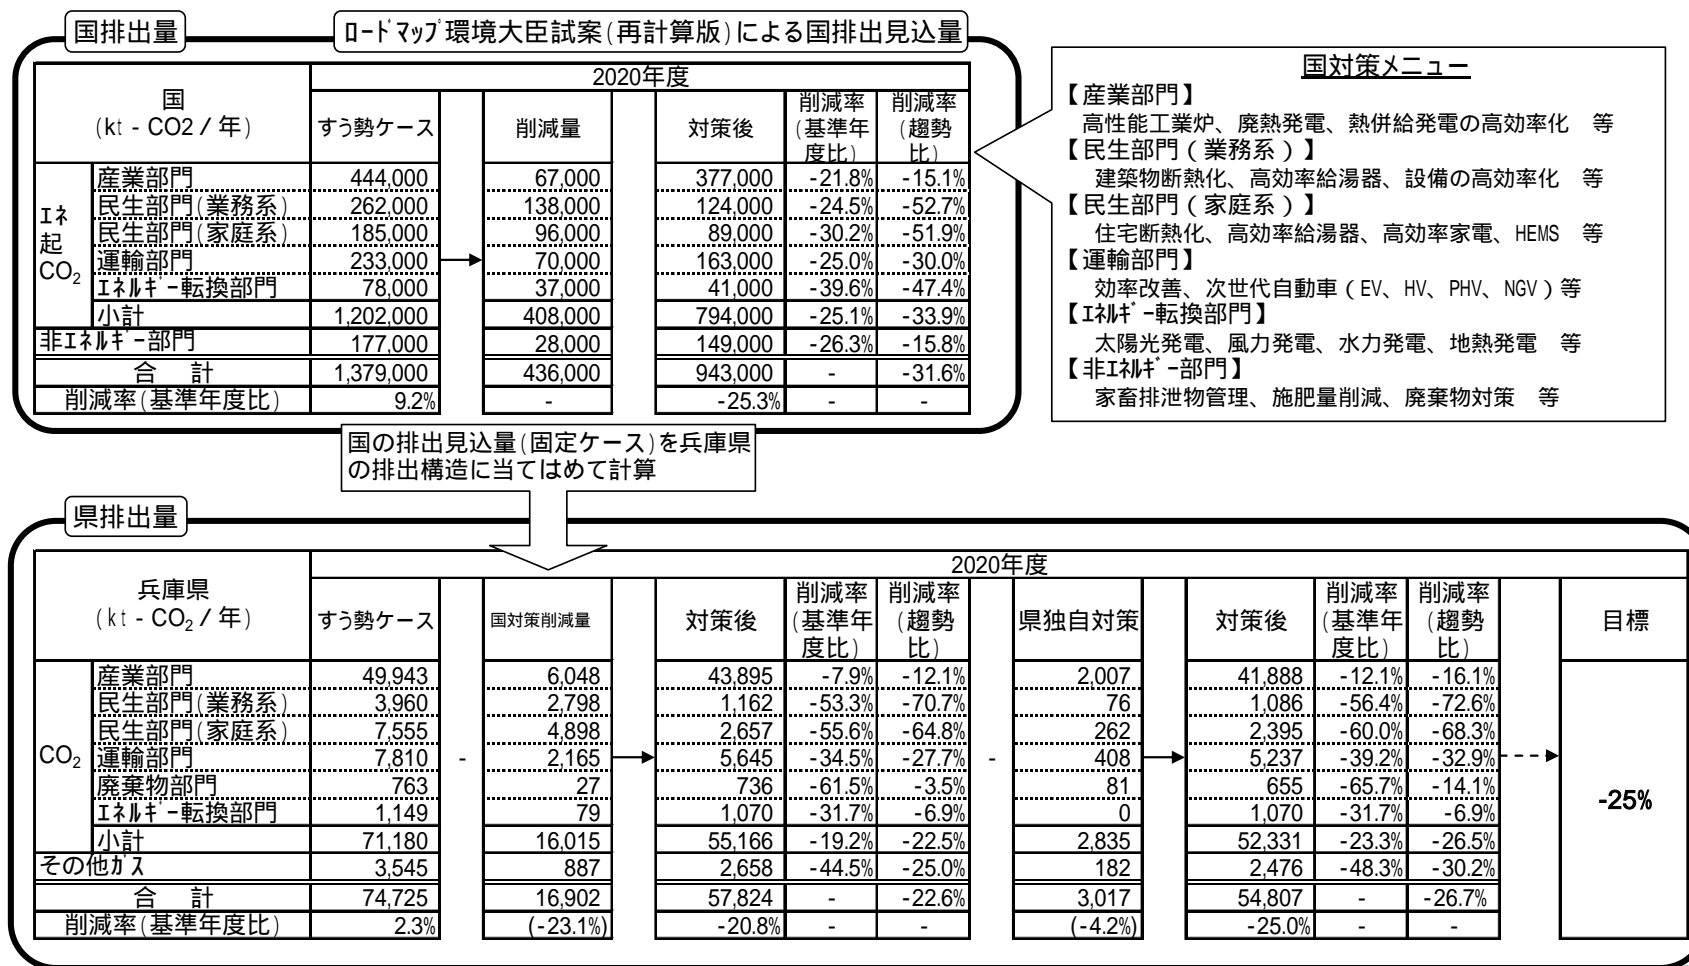 国排出量
ﾛｰﾄﾞﾏｯﾌﾟ環境大臣試案(再計算版)による国排出見込量
国
(kt - CO2 / 年)
2020年度
すう勢ケース 削減量 対策後 削減率(基準年度比) 削減率(趨勢比)
エネ起CO₂
産業部門 444,000 67,000 377,000 -21.8% -15.1%
民生部門(業務系) 262,000 138,000 124,000 -24.5% -52.7%
民生部門(家庭系) 185,000 96,000 89,000 -30.2% -51.9%
運輸部門 233,000 70,000 163,000 -25.0% -30.0%
ｴﾈﾙｷﾞｰ転換部門 78,000 37,000 41,000 -39.6% -47.4%
小計 1,202,000 408,000 794,000 -25.1% -33.9%
非ｴﾈﾙｷﾞｰ部門 177,000 28,000 149,000 -26.3% -15.8%
合 計 1,379,000 436,000 943,000 - -31.6%
削減率(基準年度比) 9.2% - -25.3% - -
国対策メニュー
【産業部門】
高性能工業炉、廃熱発電、熱併給発電の高効率化 等
【民生部門(業務系)】
建築物断熱化、高効率給湯器、設備の高効率化 等
【民生部門(家庭系)】
住宅断熱化、高効率給湯器、高効率家電、HEMS 等
【運輸部門】
効率改善、次世代自動車(EV、HV、PHV、NGV)等
【ｴﾈﾙｷﾞｰ転換部門】
太陽光発電、風力発電、水力発電、地熱発電 等
【非ｴﾈﾙｷﾞｰ部門】
家畜排泄物管理、施肥量削減、廃棄物対策 等
国の排出見込量(固定ケース)を兵庫県
の排出構造に当てはめて計算
県排出量
兵庫県
(kt - CO₂ / 年)
2020年度
すう勢ケース 国対策削減量 対策後 削減率(基準年度比) 削減率(趨勢比) 県独自対策 対策後 削減率(基準年度比) 削減率(趨勢比) 目標
CO₂
産業部門 49,943 6,048 43,895 -7.9% -12.1% 2,007 41,888 -12.1% -16.1%
民生部門(業務系) 3,960 2,798 1,162 -53.3% -70.7% 76 1,086 -56.4% -72.6%
民生部門(家庭系) 7,555 4,898 2,657 -55.6% -64.8% 262 2,395 -60.0% -68.3%
運輸部門 7,810 - 2,165 5,645 -34.5% -27.7% - 408 5,237 -39.2% -32.9%
廃棄物部門 763 27 736 -61.5% -3.5% 81 655 -65.7% -14.1%
ｴﾈﾙｷﾞｰ転換部門 1,149 79 1,070 -31.7% -6.9% 0 1,070 -31.7% -6.9%
-25%
小計 71,180 16,015 55,166 -19.2% -22.5% 2,835 52,331 -23.3% -26.5%
その他ｶﾞｽ 3,545 887 2,658 -44.5% -25.0% 182 2,476 -48.3% -30.2%
合 計 74,725 16,902 57,824 - -22.6% 3,017 54,807 - -26.7%
削減率(基準年度比) 2.3% (-23.1%) -20.8% - - (-4.2%) -25.0% - -